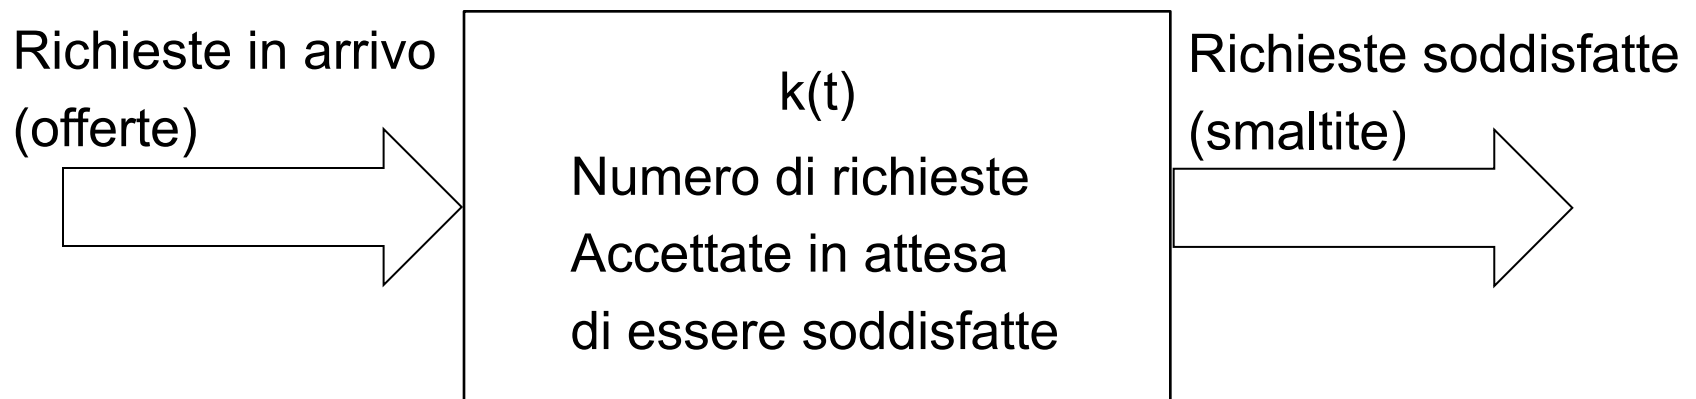 Richieste in arrivo
(offerte)
k(t)
Numero di richieste
Accettate in attesa
di essere soddisfatte
Richieste soddisfatte
(smaltite)